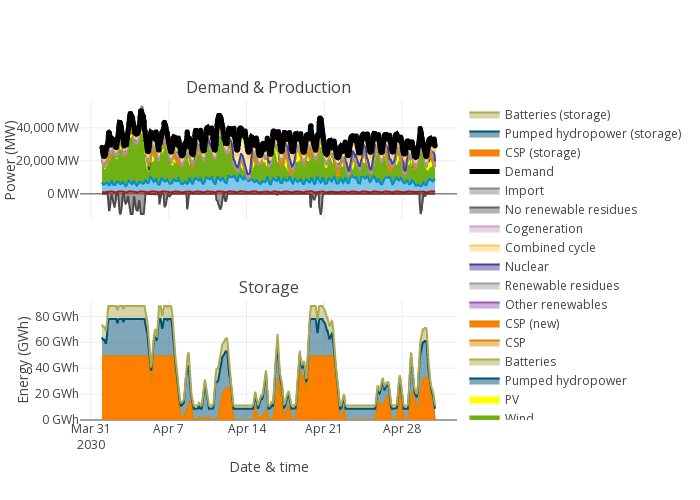 Demand & Production
Power (MW)
40,000 MW
20,000 MW
0 MW
Storage
Energy (GWh)
80 GWh
60 GWh
40 GWh
20 GWh
0 GWh
Mar 31
2030
Apr 7
Apr 14
Apr 21
Apr 28
Date & time
Batteries (storage)
Pumped hydropower (storage)
CSP (storage)
Demand
Import
No renewable residues
Cogeneration
Combined cycle
Nuclear
Renewable residues
Other renewables
CSP (new)
CSP
Batteries
Pumped hydropower
PV
Wind